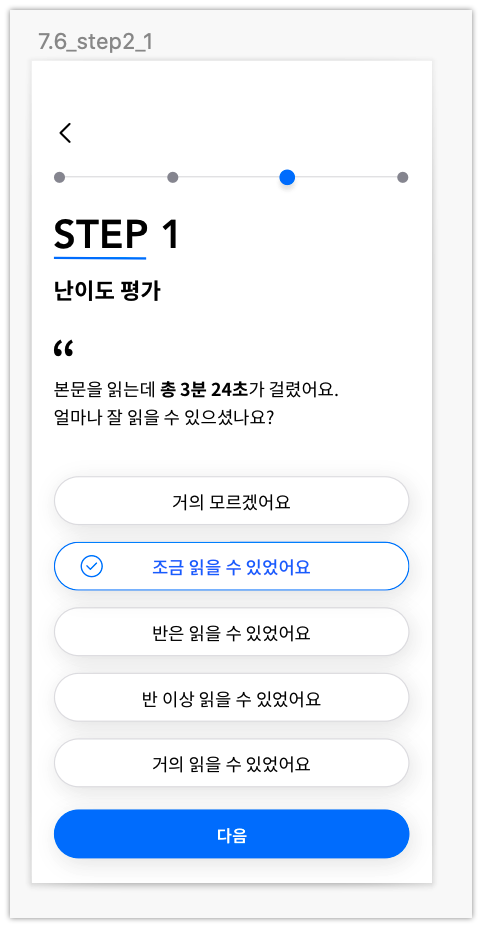 7.6_step2_1
STEP 1
난이도 평가
“
본문을 읽는데 총 3분 24초가 걸렸어요.
얼마나 잘 읽을 수 있으셨나요?
거의 모르겠어요
조금 읽을 수 있었어요
반은 읽을 수 있었어요
반 이상 읽을 수 있었어요
거의 읽을 수 있었어요
다음